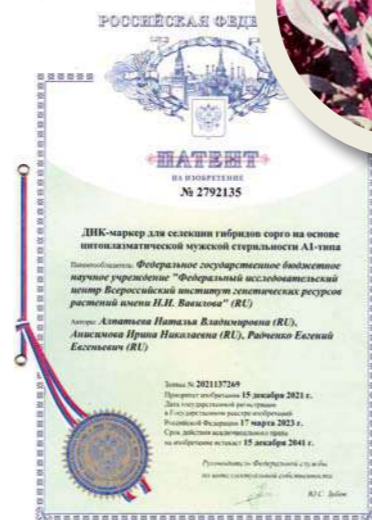 РОССИЙСКАЯ ФЕДЕ
ПАТЕНТ
НА ИЗОБРЕТЕНИЕ
№ 2792135
ДНК-маркер для селекции гибридов сорго на основе
цитоплазматической мужской стерильности А1-типа
Патентообладатель: Федеральное государственное бюджетное
научное учреждение "Федеральный исследовательский
центр Всероссийский институт генетических ресурсов
растений имени Н.И. Вавилова" (RU)
Авторы: Алпатьева Наталья Владимировна (RU),
Анисимова Ирина Николаевна (RU), Радченко Евгений
Евгеньевич (RU)
Заявка № 2021137269
Приоритет изобретения 15 декабря 2021 г.
Дата государственной регистрации
в Государственном реестре изобретений
Российской Федерации 17 марта 2023 г.
Срок действия исключительного права
на изобретение истекает 15 декабря 2041 г.
Руководитель Федеральной службы
по интеллектуальной собственности
Ю.С. Зубов